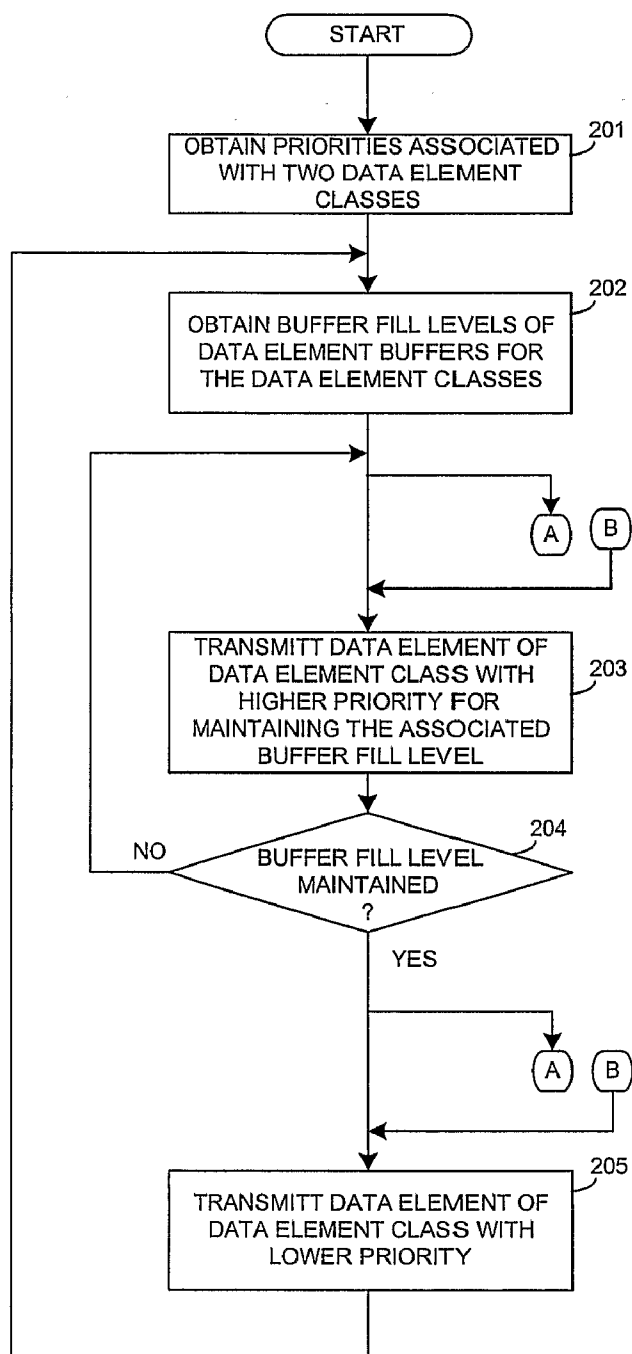 START
201
OBTAIN PRIORITIES ASSOCIATED
WITH TWO DATA ELEMENT
CLASSES
202
OBTAIN BUFFER FILL LEVELS OF
DATA ELEMENT BUFFERS FOR
THE DATA ELEMENT CLASSES
A
B
203
TRANSMITT DATA ELEMENT OF
DATA ELEMENT CLASS WITH
HIGHER PRIORITY FOR
MAINTAINING THE ASSOCIATED
BUFFER FILL LEVEL
204
NO
BUFFER FILL LEVEL
MAINTAINED
?
YES
A
B
205
TRANSMITT DATA ELEMENT OF
DATA ELEMENT CLASS WITH
LOWER PRIORITY